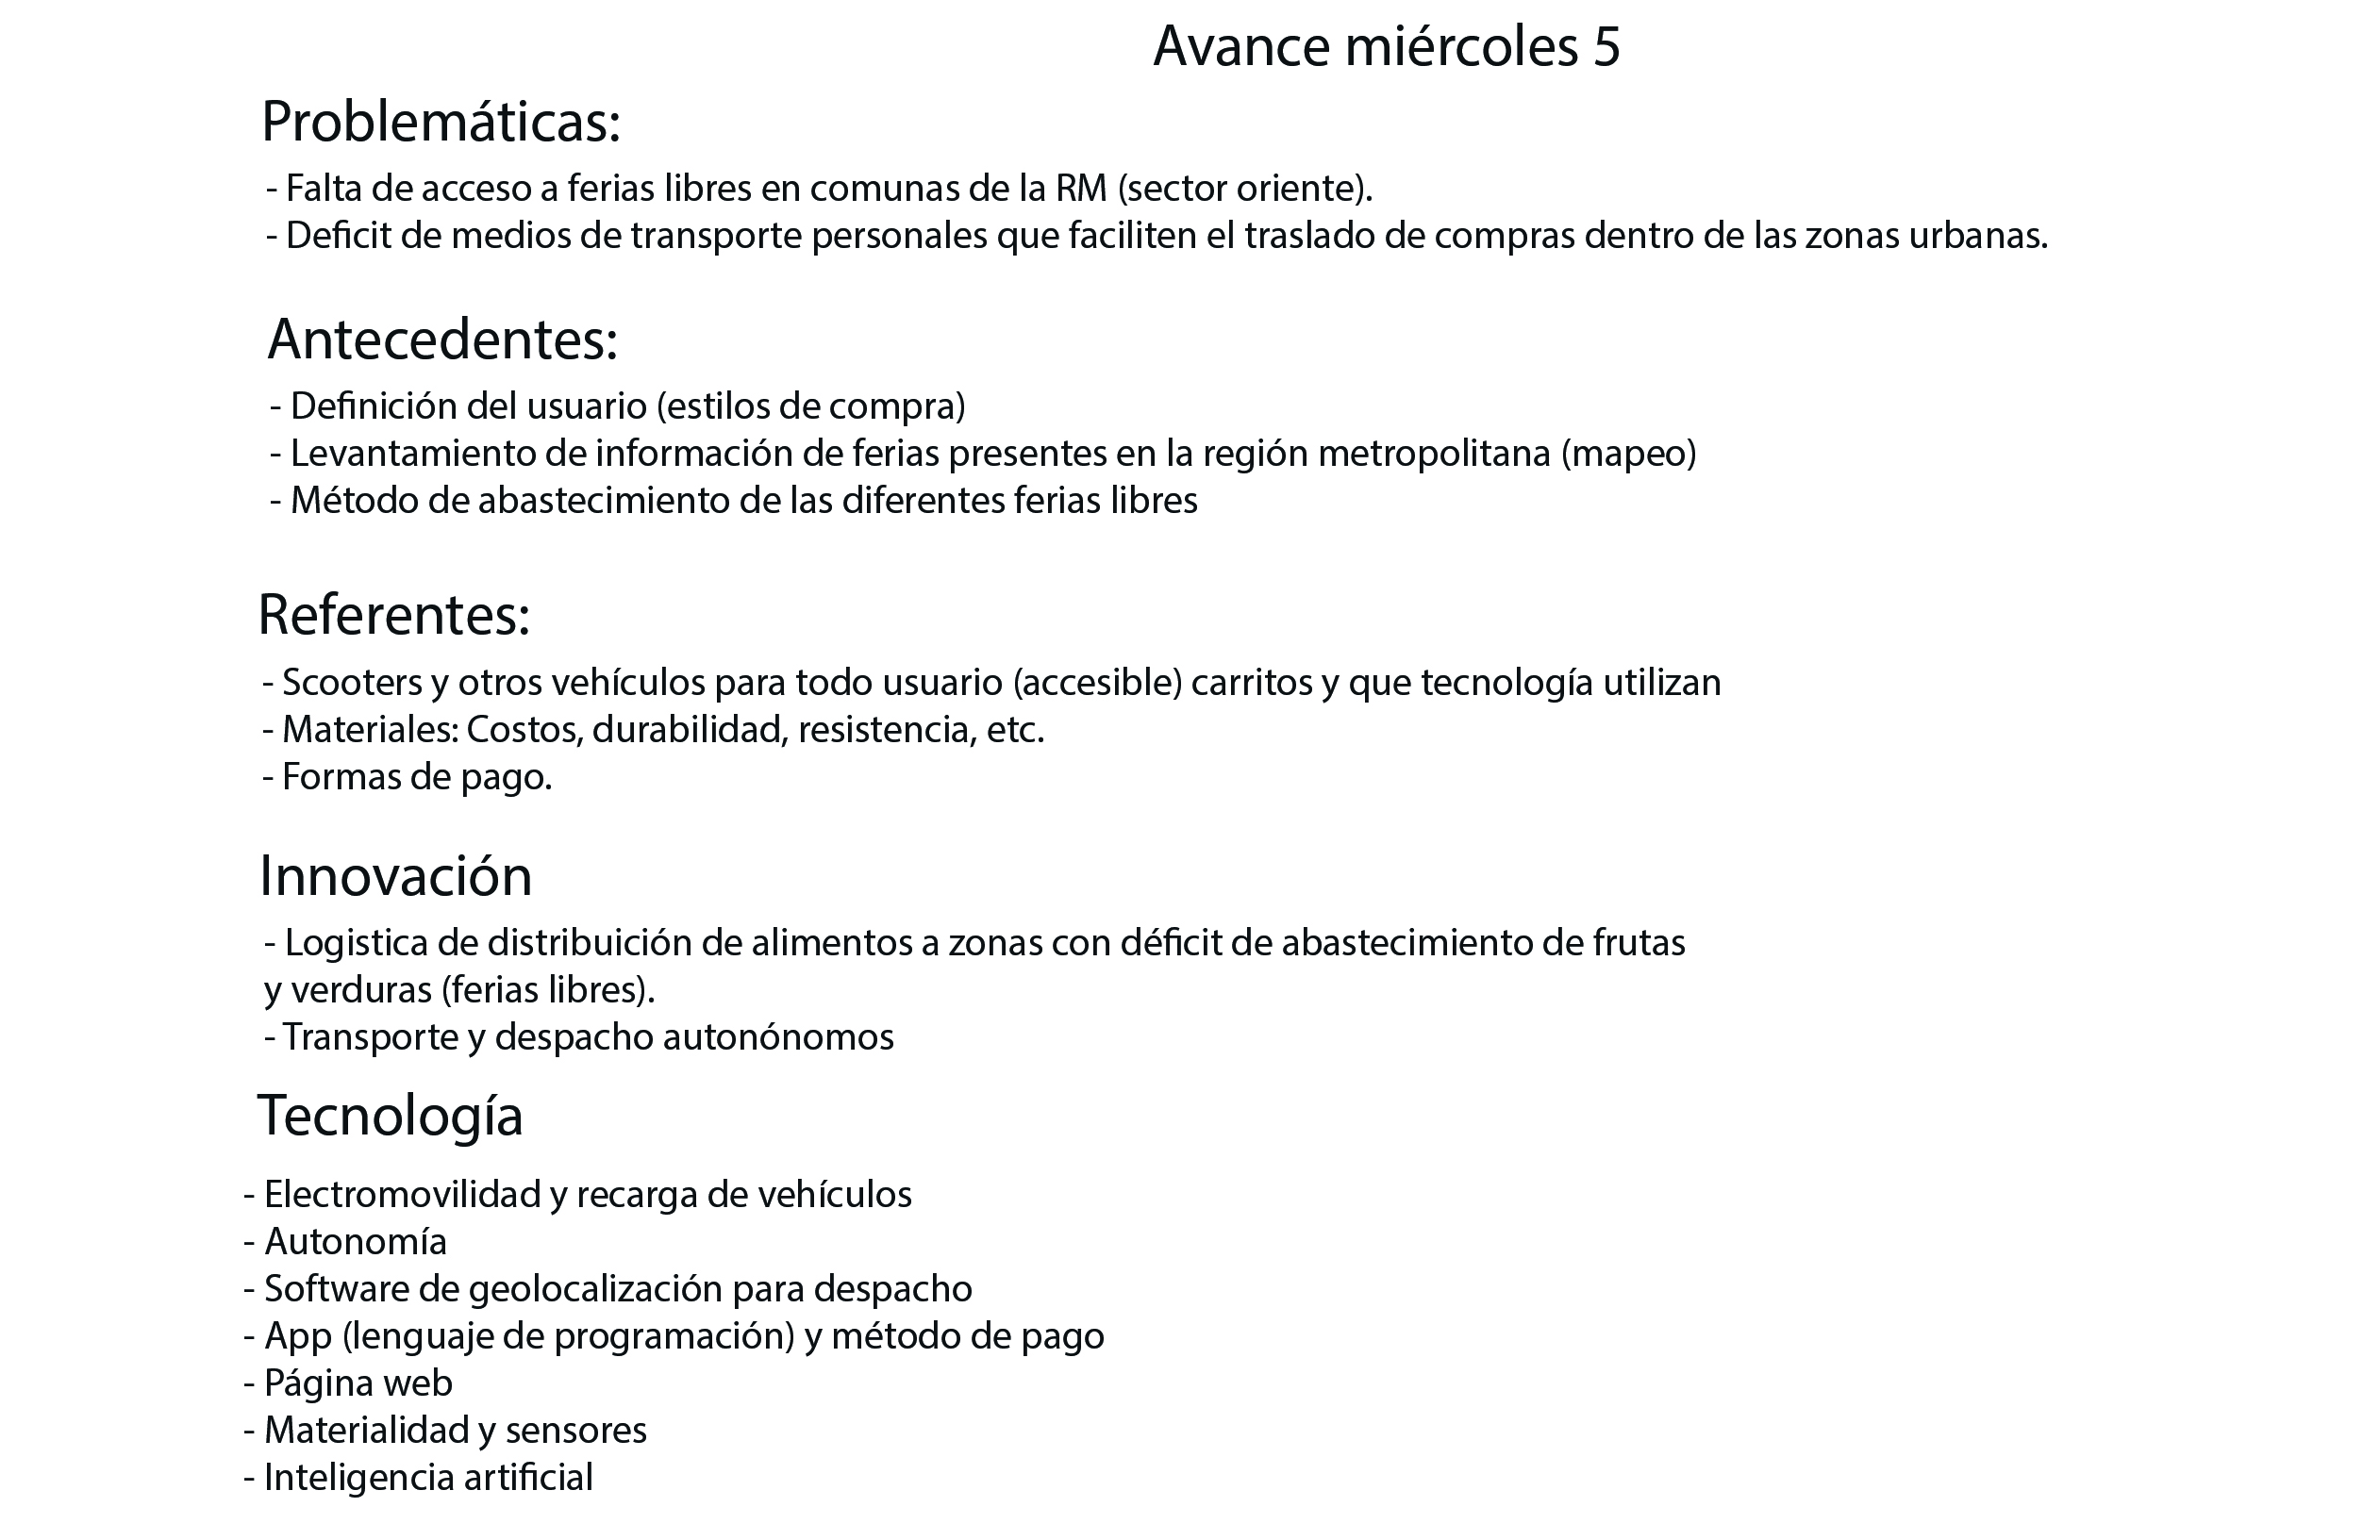 Avance miércoles 5
Problemáticas:
- Falta de acceso a ferias libres en comunas de la RM (sector oriente).
- Deficit de medios de transporte personales que faciliten el traslado de compras dentro de las zonas urbanas.
Antecedentes:
- Definición del usuario (estilos de compra)
- Levantamiento de información de ferias presentes en la región metropolitana (mapeo)
- Método de abastecimiento de las diferentes ferias libres
Referentes:
- Scooters y otros vehículos para todo usuario (accesible) carritos y que tecnología utilizan
- Materiales: Costos, durabilidad, resistencia, etc.
- Formas de pago.
Innovación
- Logistica de distribuición de alimentos a zonas con déficit de abastecimiento de frutas
y verduras (ferias libres).
- Transporte y despacho autonónomos
Tecnología
- Electromovilidad y recarga de vehículos
- Autonomía
- Software de geolocalización para despacho
- App (lenguaje de programación) y método de pago
- Página web
- Materialidad y sensores
- Inteligencia artificial